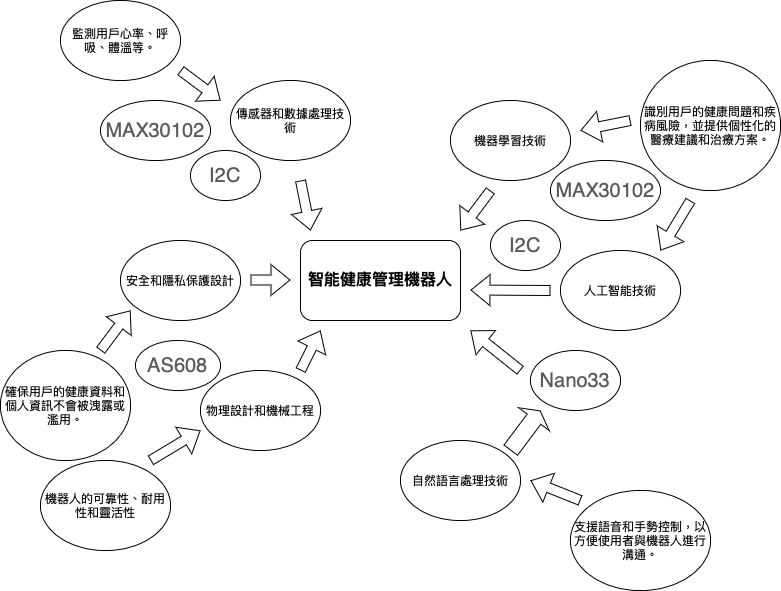 監測用戶心率、呼
吸、體溫等。
MAX30102
傳感器和數據處理技
術
I2C
機器學習技術
識別用戶的健康問題和疾
病風險，並提供個性化的
醫療建議和治療方案。
MAX30102
I2C
安全和隱私保護設計
智能健康管理機器人
人工智能技術
確保用戶的健康資料和
個人資訊不會被洩露或
濫用。
AS608
物理設計和機械工程
Nano33
機器人的可靠性、耐用
性和靈活性
自然語言處理技術
支援語音和手勢控制，以
方便使用者與機器人進行
溝通。